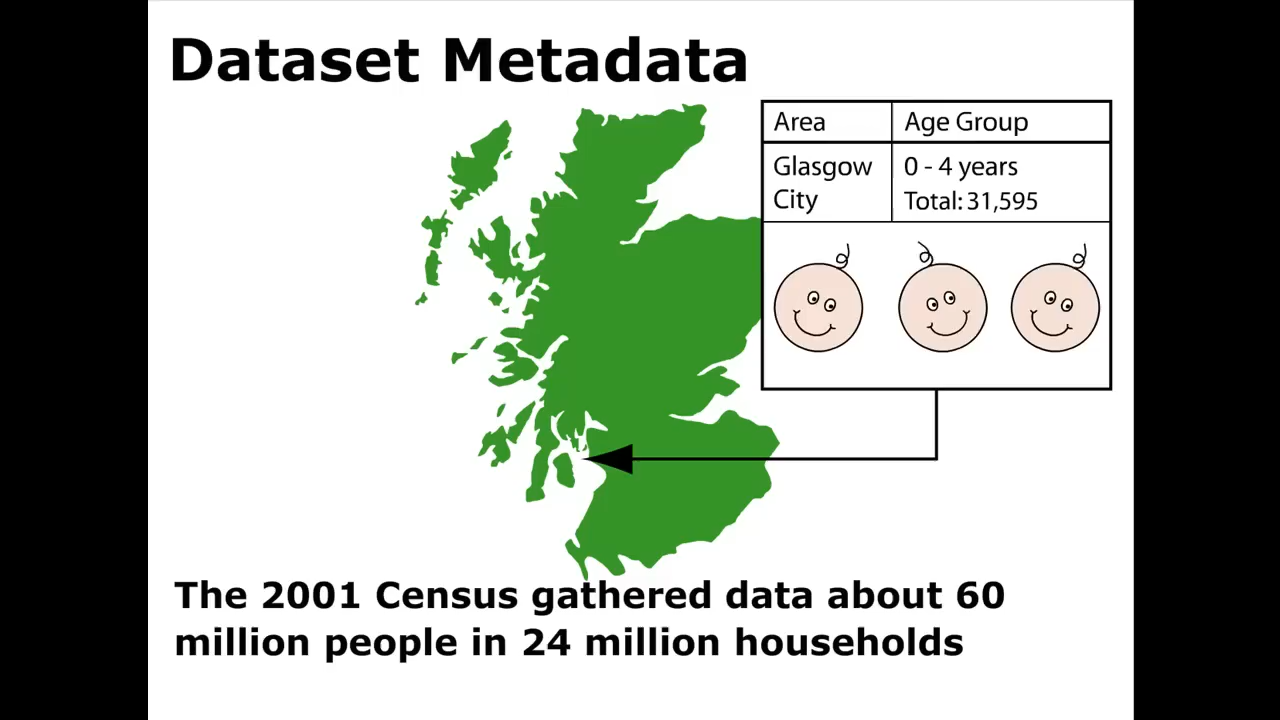 Dataset Metadata
Area
Age Group
Glasgow
City
0 - 4 years
Total: 31,595
The 2001 Census gathered data about 60
million people in 24 million households